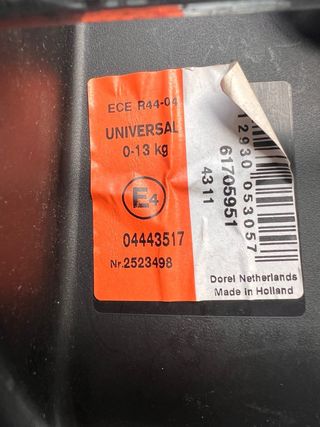 ECE R44-04
UNIVERSAL
0-13 kg
E4
04443517
Nr.2523498
61705951
4311
12930 053057
Dorel Netherlands
Made in Holland